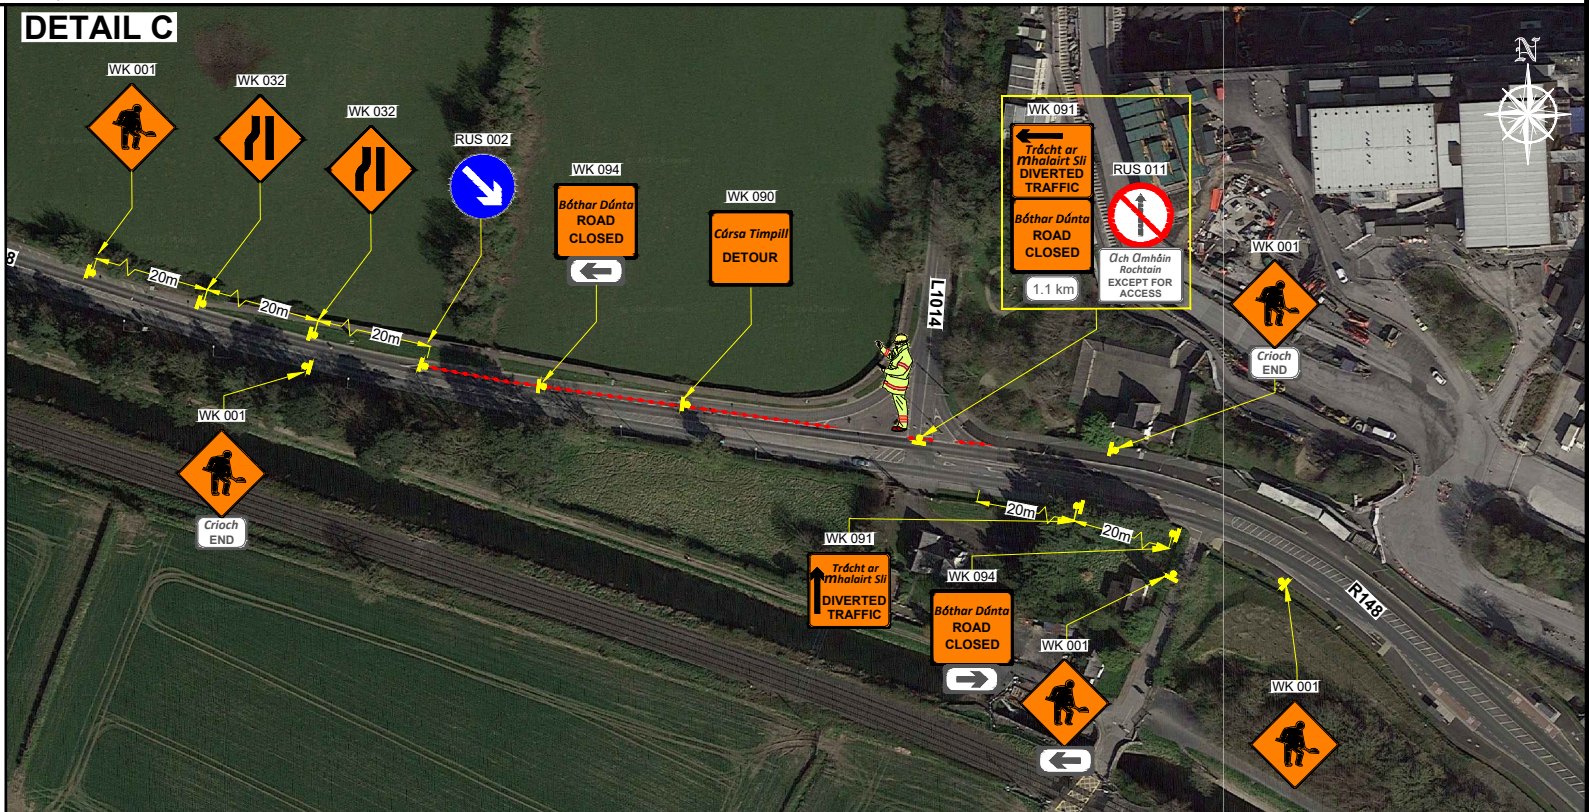 DETAIL C
N
WK 001
WK 032
WK 032
RUS 002
WK 094
Bóthar Dúnta
ROAD
CLOSED
WK 090
Cúrsa Timpill
DETOUR
WK 091
Trácht ar
mhalairt Slí
DIVERTED
TRAFFIC
Bóthar Dúnta
ROAD
CLOSED
1.1 km
RUS 011
Ach Amháin
Rochtain
EXCEPT FOR
ACCESS
WK 001
Crioch
END
8
20m
20m
20m
L1014
WK 001
Crioch
END
20m
20m
WK 091
Trácht ar
mhalairt Slí
DIVERTED
TRAFFIC
WK 094
Bóthar Dúnta
ROAD
CLOSED
WK 001
R148
WK 001